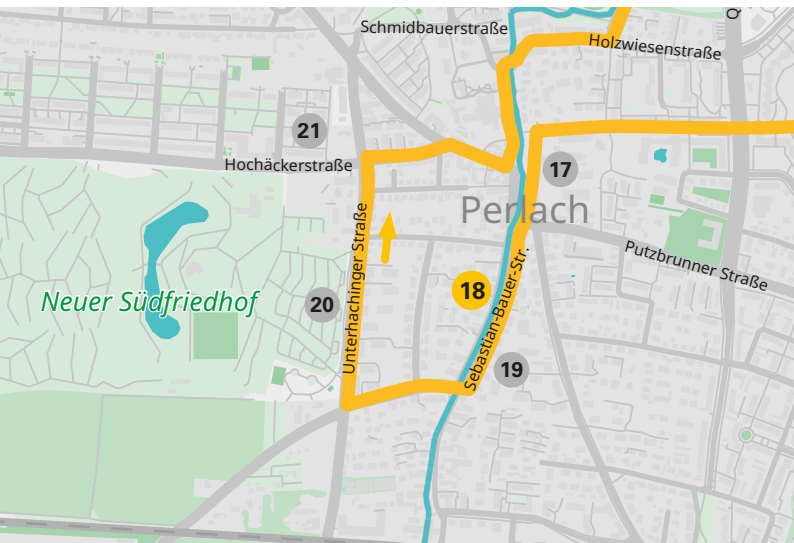 Schmidbauerstraße
Q
Holzwiesenstraße
21
Hochäckerstraße
17
Perlach
Unterhachinger Straße
Putzbrunner Straße
Neuer Südfriedhof
20
18
Sebastian-Bauer-Str.
19